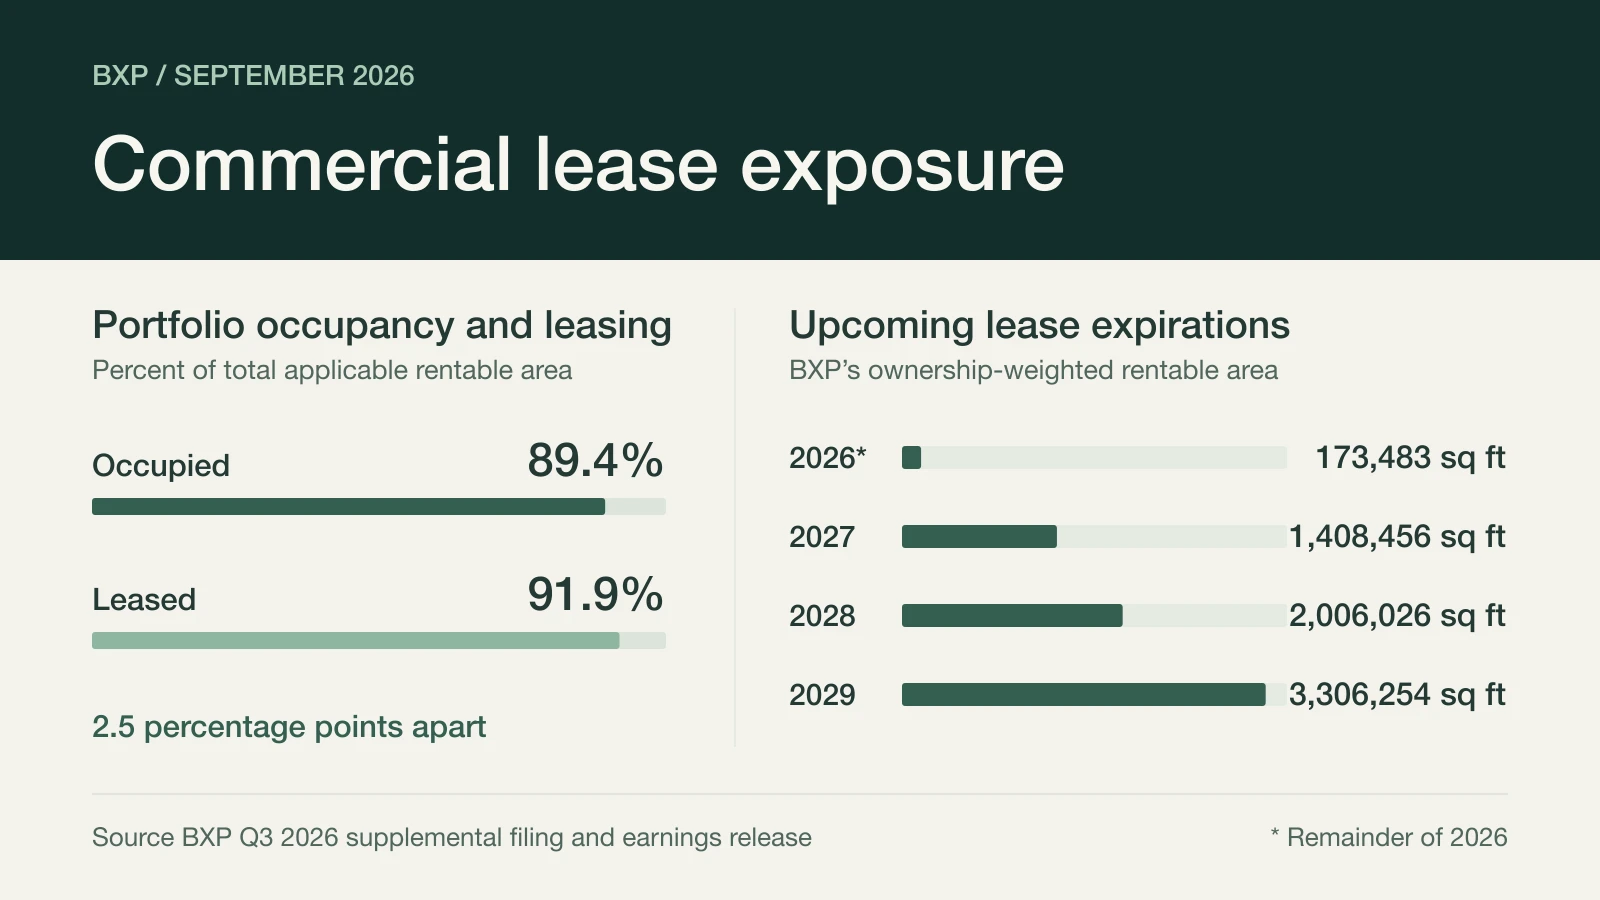 BXP / SEPTEMBER 2026
Commercial lease exposure
Portfolio occupancy and leasing
Percent of total applicable rentable area
Occupied 89.4%
Leased 91.9%
2.5 percentage points apart
Upcoming lease expirations
BXP’s ownership-weighted rentable area
2026* 173,483 sq ft
2027 1,408,456 sq ft
2028 2,006,026 sq ft
2029 3,306,254 sq ft
Source BXP Q3 2026 supplemental filing and earnings release
* Remainder of 2026